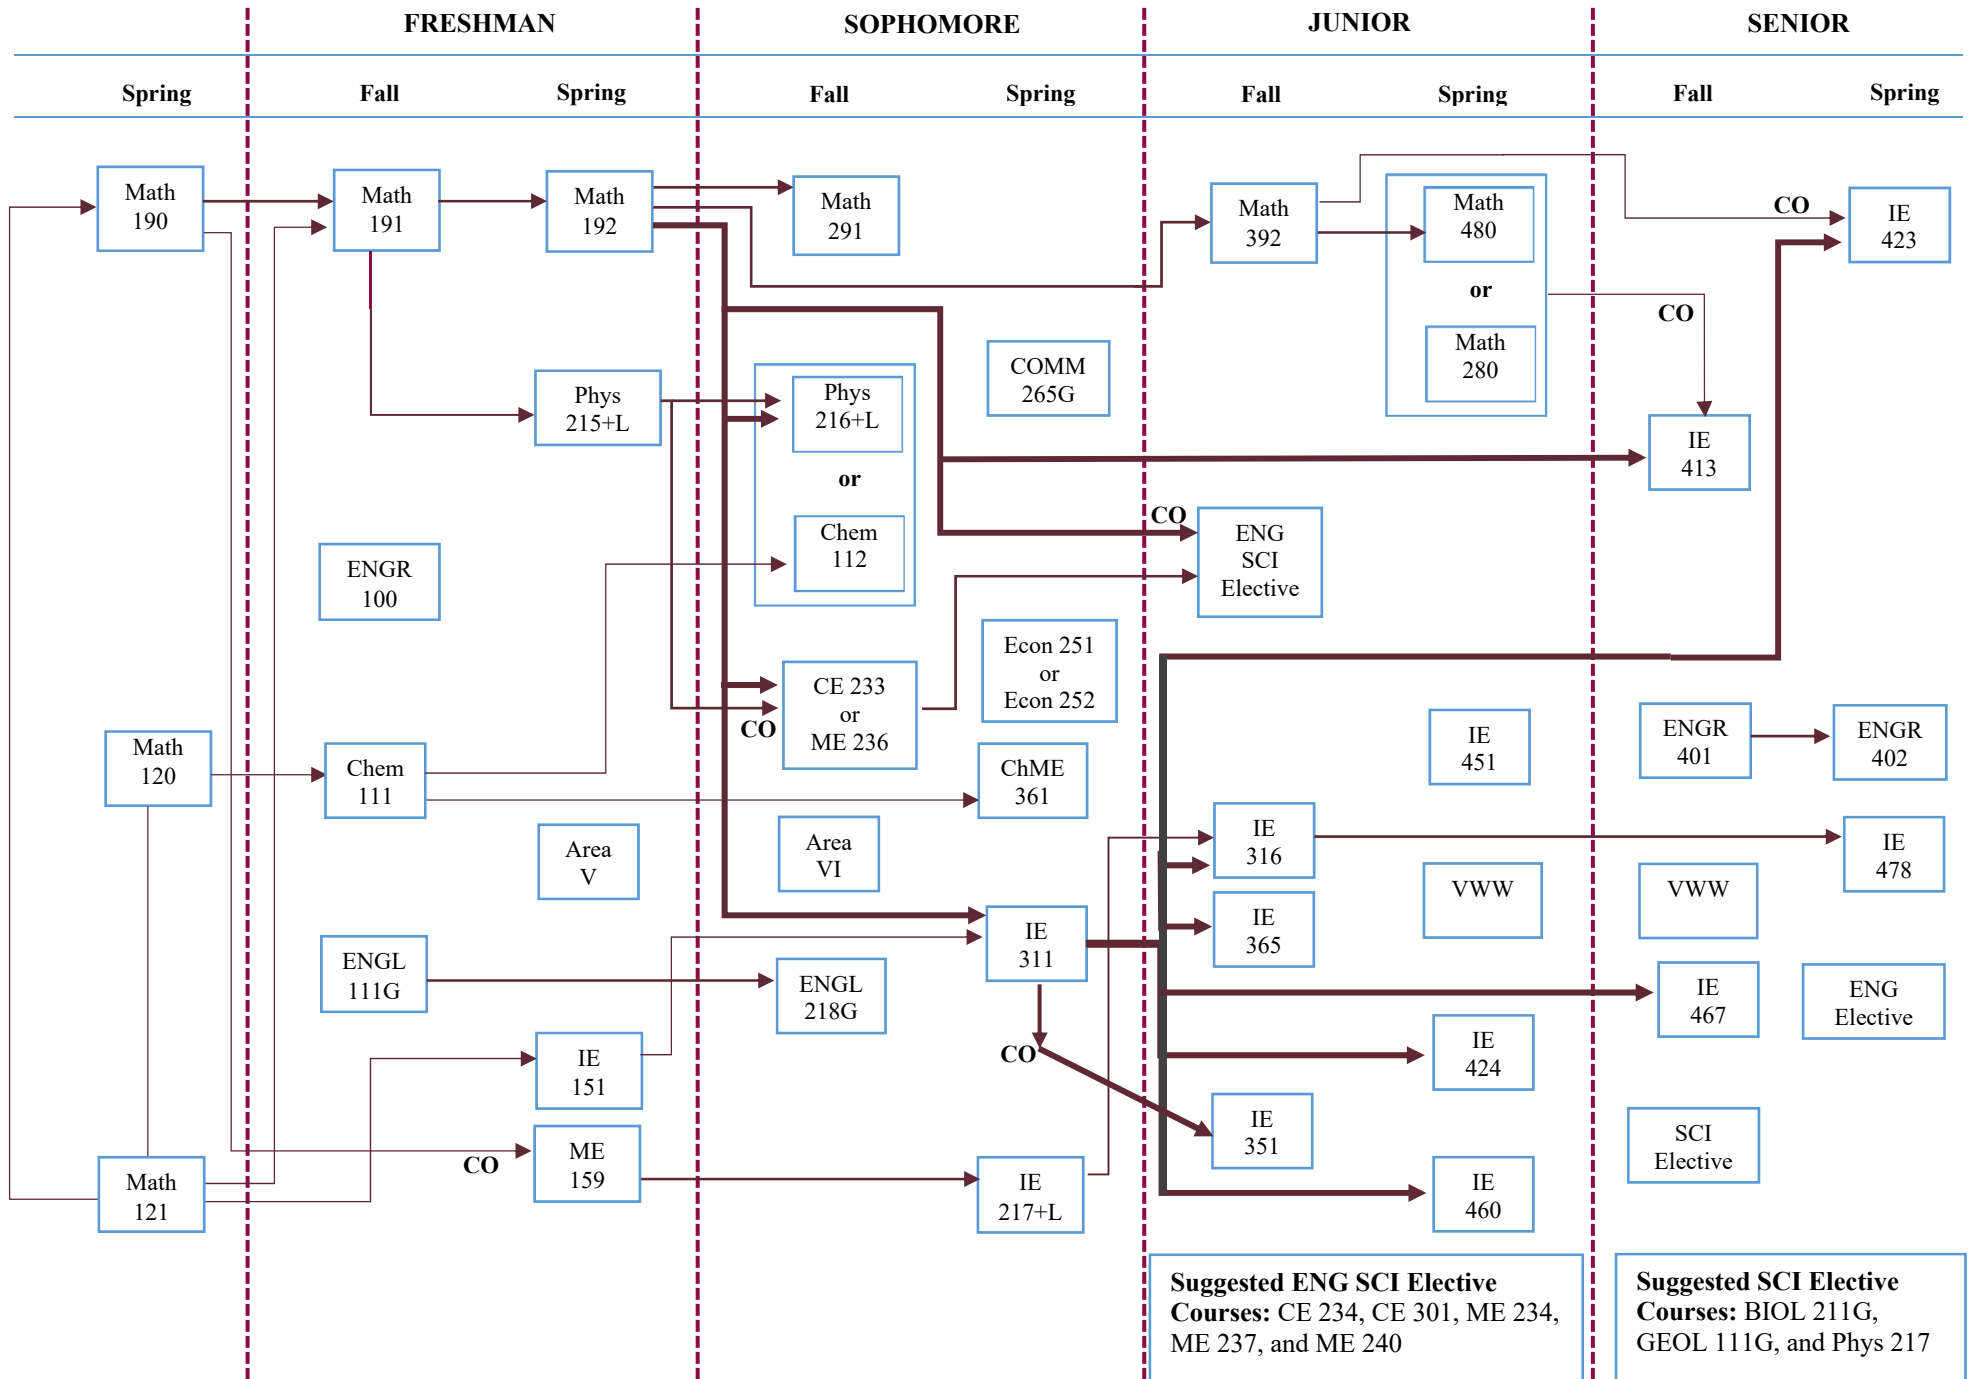 FRESHMAN
SOPHOMORE
JUNIOR
SENIOR
Spring
Fall
Spring
Fall
Spring
Fall
Spring
Fall
Spring
Math
190
Math
120
Math
121
Math
191
ENGR
100
Chem
111
ENGL
111G
Math
192
Phys
215+L
Area
V
IE
151
CO
ME
159
Math
291
Phys
216+L
or
Chem
112
CO
CE 233
or
ME 236
Area
VI
ENGL
218G
COMM
265G
Econ 251
or
Econ 252
ChME
361
IE
311
CO
IE
217+L
Math
392
CO
ENG
SCI
Elective
IE
316
IE
365
IE
351
Math
480
or
Math
280
IE
451
VWW
IE
424
IE
460
CO
IE
413
ENGR
401
VWW
IE
467
SCI
Elective
CO
IE
423
ENGR
402
IE
478
ENG
Elective
Suggested ENG SCI Elective
Courses: CE 234, CE 301, ME 234,
ME 237, and ME 240
Suggested SCI Elective
Courses: BIOL 211G,
GEOL 111G, and Phys 217